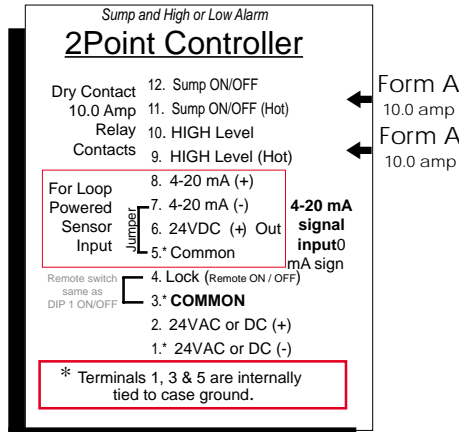 Sump and High or Low Alarm
2Point Controller
Dry Contact
10.0 Amp
Relay
Contacts
12. Sump ON/OFF
11. Sump ON/OFF (Hot)
10. HIGH Level
9. HIGH Level (Hot)
Form A
10.0 amp
Form A
10.0 amp
For Loop
Powered
Sensor
Input
Jumper
8. 4-20 mA (+)
7. 4-20 mA (-)
6. 24VDC (+) Out
5.* Common
4-20 mA
signal
input0
mA sign
Remote switch
same as
DIP 1 ON/OFF
4. Lock (Remote ON / OFF)
3.* COMMON
2. 24VAC or DC (+)
1.* 24VAC or DC (-)
* Terminals 1, 3 & 5 are internally
tied to case ground.